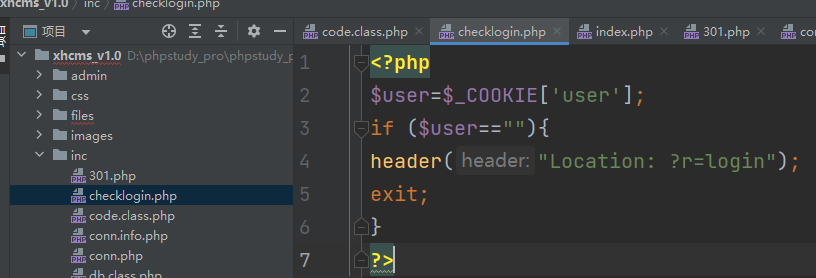 xhcms_v1.0 › inc › checklogin.php
项目
code.class.php checklogin.php index.php 301.php
xhcms_v1.0 D:\phpstudy_pro\phpstudy_p
admin
css
files
images
inc
301.php
checklogin.php
code.class.php
conn.info.php
conn.php
db.class.php
1 <?php
2 $user=$_COOKIE['user'];
3 if ($user==""){
4 header( header: "Location: ?r=login");
5 exit;
6 }
7 ?>